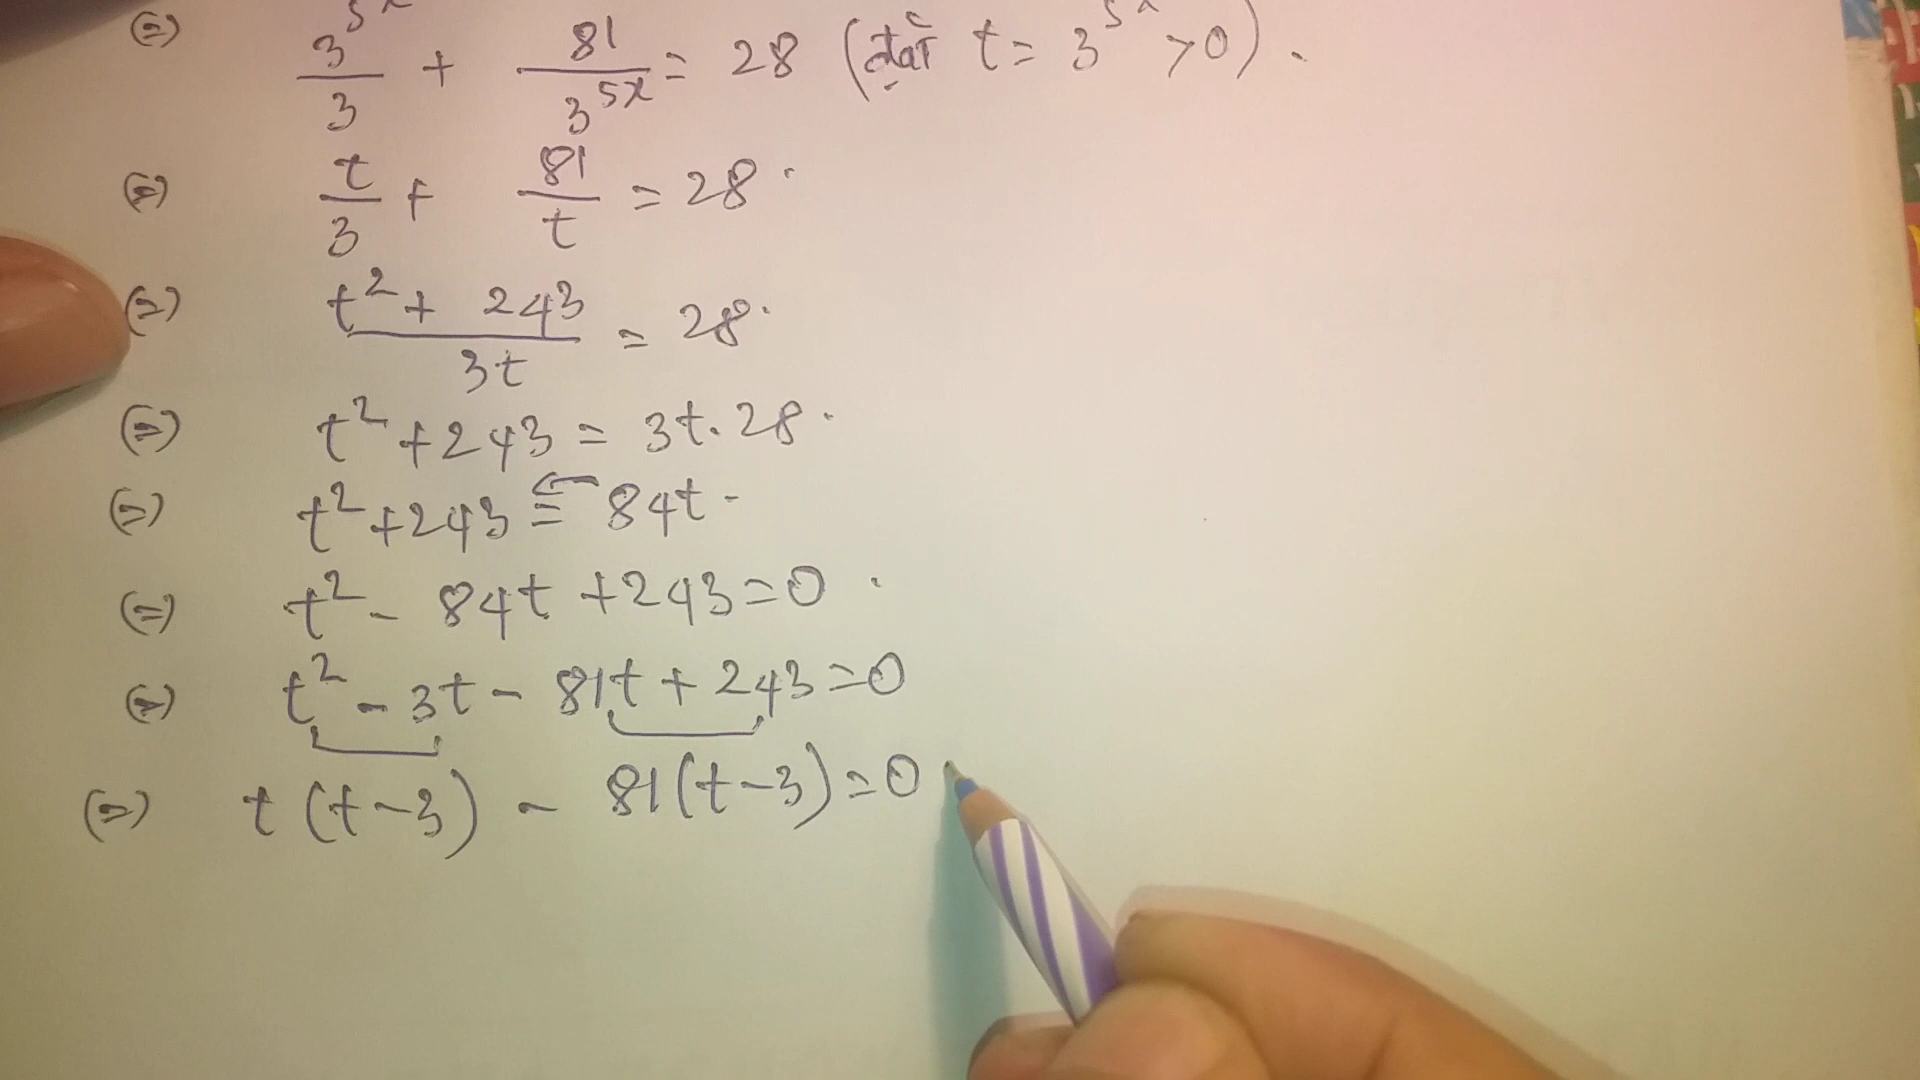 (=) 3^5x/3 + 81/3^5x = 28 (đặt t = 3^5x > 0).
(=) t/3 + 81/t = 28.
(=) (t² + 243)/3t = 28.
(=) t² + 243 = 3t.28.
(=) t² + 243 = 84t.
(=) t² - 84t + 243 = 0.
(=) t² - 3t - 81t + 243 = 0
(=) t(t-3) - 81(t-3) = 0